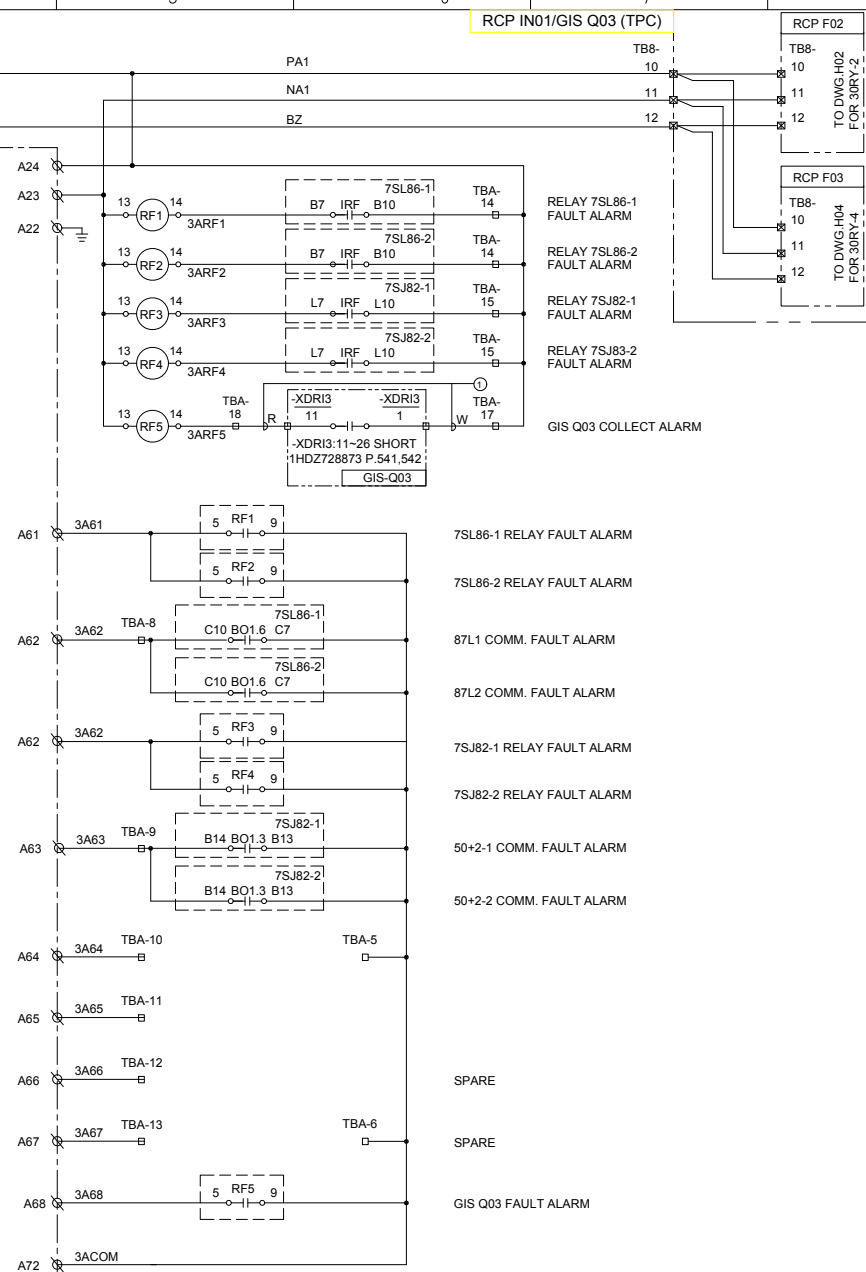 RCP IN01/GIS Q03 (TPC)
RCP F02
PA1
TB8-
10
TB8-
10
NA1
11
11
BZ
12
12
TO DWG.H02
FOR 30RY-2
RCP F03
TB8-
10
11
12
TO DWG.H04
FOR 30RY-4
A24
A23
A22
13 RF1 14
3ARF1
7SL86-1
B7 IRF B10
TBA-
14
RELAY 7SL86-1
FAULT ALARM
13 RF2 14
3ARF2
7SL86-2
B7 IRF B10
TBA-
14
RELAY 7SL86-2
FAULT ALARM
13 RF3 14
3ARF3
7SJ82-1
L7 IRF L10
TBA-
15
RELAY 7SJ82-1
FAULT ALARM
13 RF4 14
3ARF4
7SJ82-2
L7 IRF L10
TBA-
15
RELAY 7SJ83-2
FAULT ALARM
1
13 RF5 14
3ARF5
TBA-
18
R
-XDRI3
11
-XDRI3
1
W
TBA-
17
GIS Q03 COLLECT ALARM
-XDRI3:11~26 SHORT
1HDZ728873 P.541,542
GIS-Q03
A61 3A61
5 RF1 9
7SL86-1 RELAY FAULT ALARM
5 RF2 9
7SL86-2 RELAY FAULT ALARM
A62 3A62 TBA-8
7SL86-1
C10 BO1.6 C7
87L1 COMM. FAULT ALARM
7SL86-2
C10 BO1.6 C7
87L2 COMM. FAULT ALARM
A62 3A62
5 RF3 9
7SJ82-1 RELAY FAULT ALARM
5 RF4 9
7SJ82-2 RELAY FAULT ALARM
A63 3A63 TBA-9
7SJ82-1
B14 BO1.3 B13
50+2-1 COMM. FAULT ALARM
7SJ82-2
B14 BO1.3 B13
50+2-2 COMM. FAULT ALARM
A64 3A64 TBA-10 TBA-5
A65 3A65 TBA-11
A66 3A66 TBA-12 SPARE
A67 3A67 TBA-13 TBA-6 SPARE
A68 3A68
5 RF5 9
GIS Q03 FAULT ALARM
A72 3ACOM